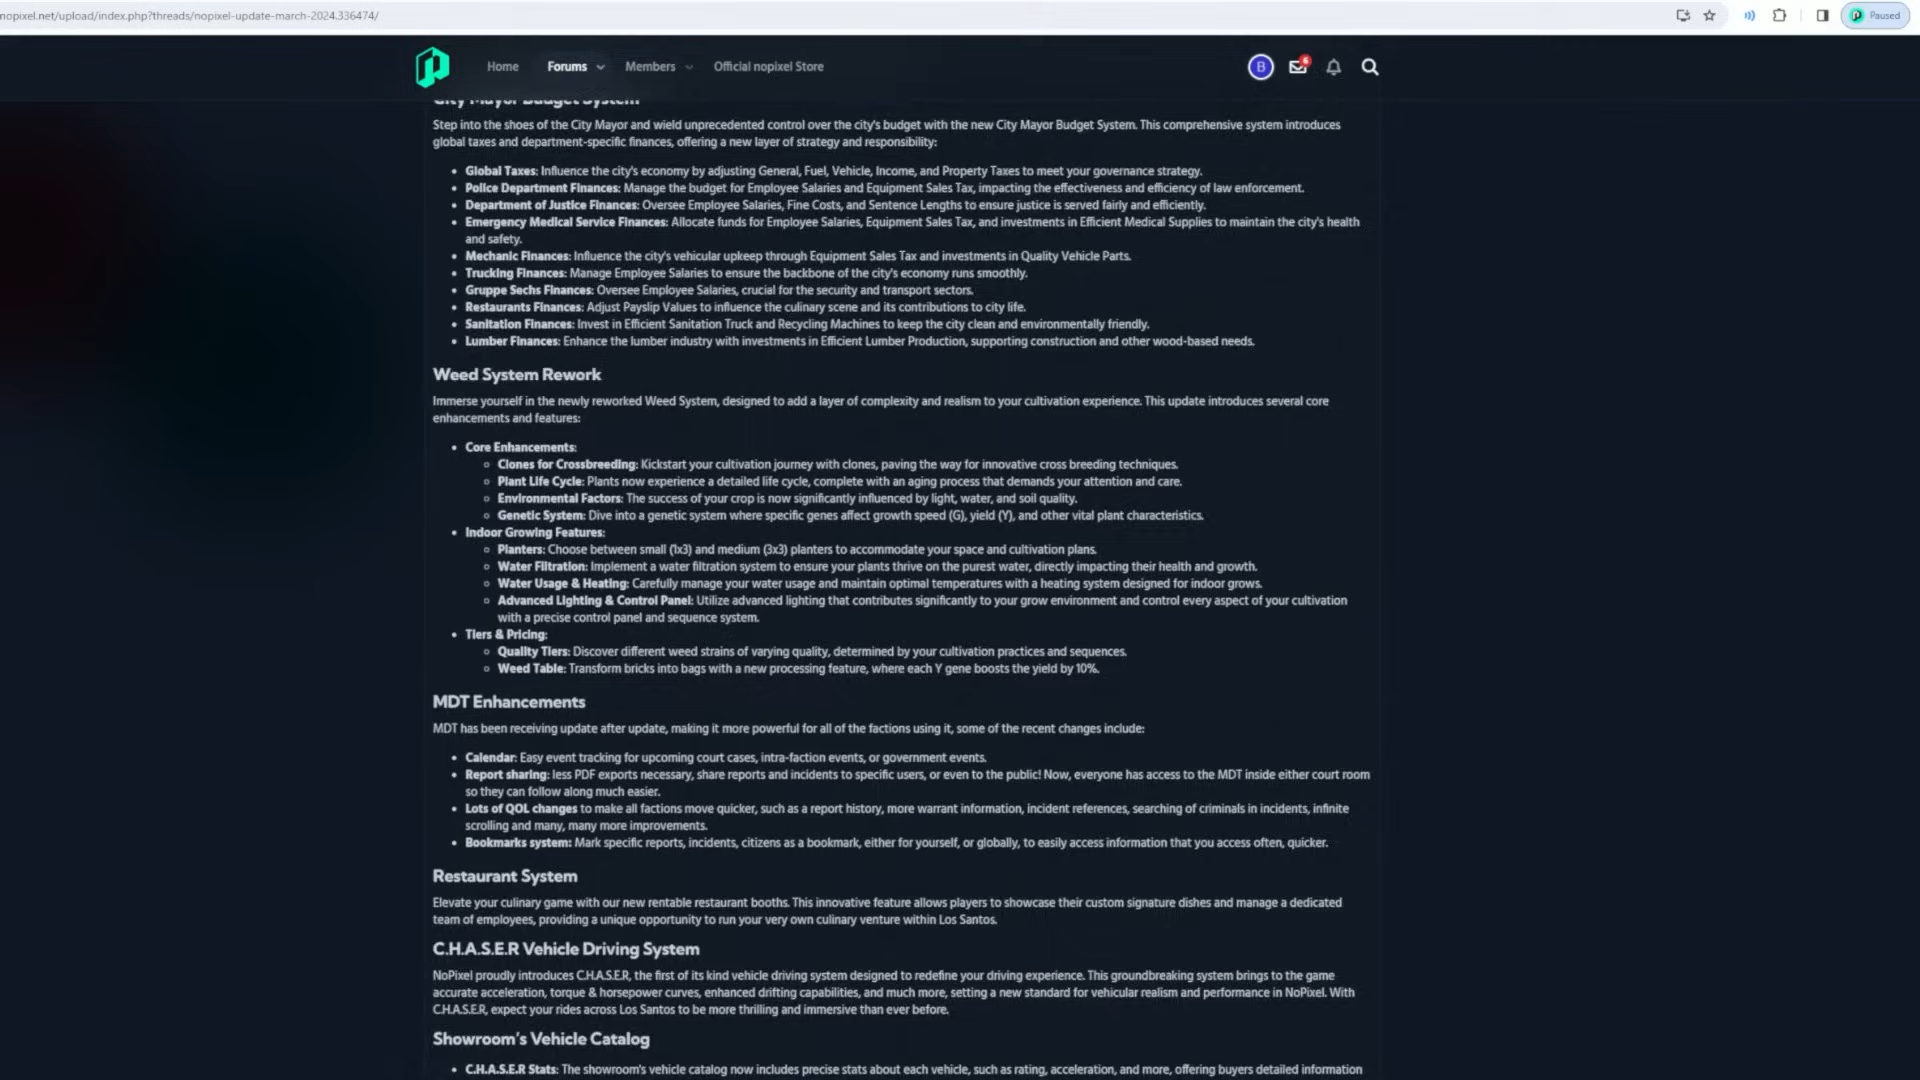 nopixel.net/upload/index.php?threads/nopixel-update-march-2024.336474/
Paused
Home
Forums
Members
Official nopixel Store
B
6
City Mayor Budget System
Step into the shoes of the City Mayor and wield unprecedented control over the city's budget with the new City Mayor Budget System. This comprehensive system introduces
global taxes and department-specific finances, offering a new layer of strategy and responsibility:
• Global Taxes: Influence the city's economy by adjusting General, Fuel, Vehicle, Income, and Property Taxes to meet your governance strategy.
• Police Department Finances: Manage the budget for Employee Salaries and Equipment Sales Tax, impacting the effectiveness and efficiency of law enforcement.
• Department of Justice Finances: Oversee Employee Salaries, Fine Costs, and Sentence Lengths to ensure justice is served fairly and efficiently.
• Emergency Medical Service Finances: Allocate funds for Employee Salaries, Equipment Sales Tax, and investments in Efficient Medical Supplies to maintain the city's health
and safety.
• Mechanic Finances: Influence the city's vehicular upkeep through Equipment Sales Tax and investments in Quality Vehicle Parts.
• Trucking Finances: Manage Employee Salaries to ensure the backbone of the city's economy runs smoothly.
• Gruppe Sechs Finances: Oversee Employee Salaries, crucial for the security and transport sectors.
• Restaurants Finances: Adjust Payslip Values to influence the culinary scene and its contributions to city life.
• Sanitation Finances: Invest in Efficient Sanitation Truck and Recycling Machines to keep the city clean and environmentally friendly.
• Lumber Finances: Enhance the lumber industry with investments in Efficient Lumber Production, supporting construction and other wood-based needs.
Weed System Rework
Immerse yourself in the newly reworked Weed System, designed to add a layer of complexity and realism to your cultivation experience. This update introduces several core
enhancements and features:
• Core Enhancements:
○ Clones for Crossbreeding: Kickstart your cultivation journey with clones, paving the way for innovative cross breeding techniques.
○ Plant Life Cycle: Plants now experience a detailed life cycle, complete with an aging process that demands your attention and care.
○ Environmental Factors: The success of your crop is now significantly influenced by light, water, and soil quality.
○ Genetic System: Dive into a genetic system where specific genes affect growth speed (G), yield (Y), and other vital plant characteristics.
• Indoor Growing Features:
○ Planters: Choose between small (1x3) and medium (3x3) planters to accommodate your space and cultivation plans.
○ Water Filtration: Implement a water filtration system to ensure your plants thrive on the purest water, directly impacting their health and growth.
○ Water Usage & Heating: Carefully manage your water usage and maintain optimal temperatures with a heating system designed for indoor grows.
○ Advanced Lighting & Control Panel: Utilize advanced lighting that contributes significantly to your grow environment and control every aspect of your cultivation
with a precise control panel and sequence system.
• Tiers & Pricing:
○ Quality Tiers: Discover different weed strains of varying quality, determined by your cultivation practices and sequences.
○ Weed Table: Transform bricks into bags with a new processing feature, where each Y gene boosts the yield by 10%.
MDT Enhancements
MDT has been receiving update after update, making it more powerful for all of the factions using it, some of the recent changes include:
• Calendar: Easy event tracking for upcoming court cases, intra-faction events, or government events.
• Report sharing: less PDF exports necessary, share reports and incidents to specific users, or even to the public! Now, everyone has access to the MDT inside either court room
so they can follow along much easier.
• Lots of QOL changes to make all factions move quicker, such as a report history, more warrant information, incident references, searching of criminals in incidents, infinite
scrolling and many, many more improvements.
• Bookmarks system: Mark specific reports, incidents, citizens as a bookmark, either for yourself, or globally, to easily access information that you access often, quicker.
Restaurant System
Elevate your culinary game with our new rentable restaurant booths. This innovative feature allows players to showcase their custom signature dishes and manage a dedicated
team of employees, providing a unique opportunity to run your very own culinary venture within Los Santos.
C.H.A.S.E.R Vehicle Driving System
NoPixel proudly introduces C.H.A.S.E.R, the first of its kind vehicle driving system designed to redefine your driving experience. This groundbreaking system brings to the game
accurate acceleration, torque & horsepower curves, enhanced drifting capabilities, and much more, setting a new standard for vehicular realism and performance in NoPixel. With
C.H.A.S.E.R, expect your rides across Los Santos to be more thrilling and immersive than ever before.
Showroom's Vehicle Catalog
• C.H.A.S.E.R Stats: The showroom's vehicle catalog now includes precise stats about each vehicle, such as rating, acceleration, and more, offering buyers detailed information